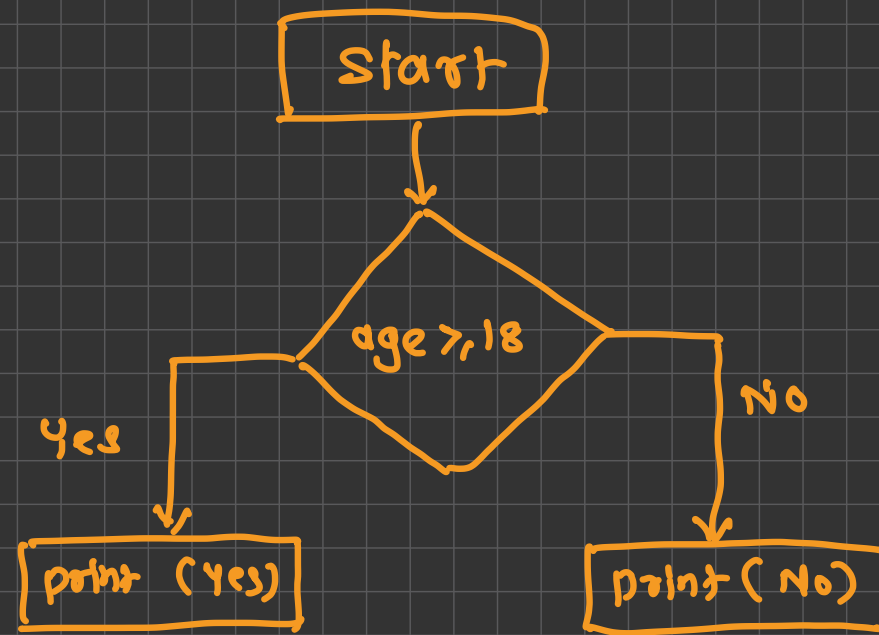 Start
age ≥ 18
Yes
No
print (Yes)
print (No)